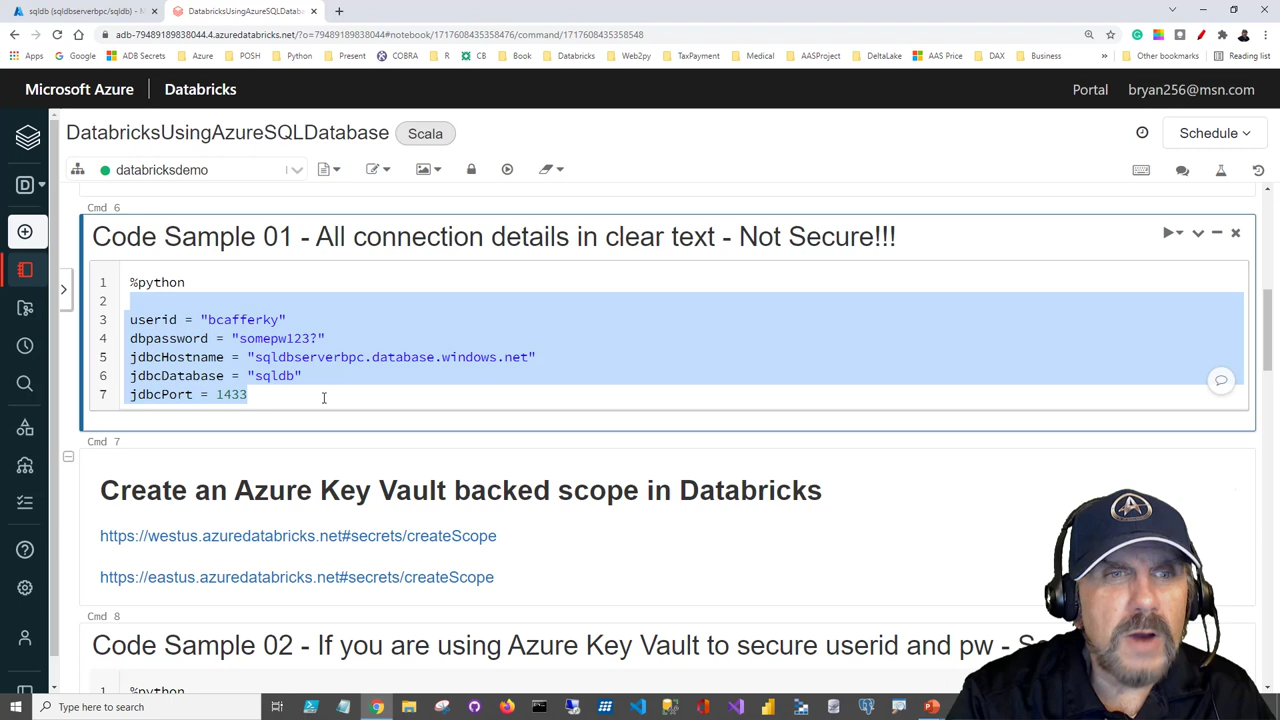 sqldb (sqldbserverbpc/sqldb) - M
DatabricksUsingAzureSQLDatab
adb-79489189838044.4.azuredatabricks.net/?o=79489189838044#notebook/1717608435358476/command/1717608435358548
Apps
Google
ADB Secrets
Azure
POSH
Python
Present
COBRA
R
CB
Book
Databricks
Web2py
TaxPayment
Medical
AASProject
DeltaLake
AAS Price
DAX
Business
Other bookmarks
Reading list
Microsoft Azure
Databricks
Portal
bryan256@msn.com
DatabricksUsingAzureSQLDatabase
Scala
Schedule
databricksdemo
Cmd 6
Code Sample 01 - All connection details in clear text - Not Secure!!!
1 %python
2
3 userid = "bcafferky"
4 dbpassword = "somepw123?"
5 jdbcHostname = "sqldbserverbpc.database.windows.net"
6 jdbcDatabase = "sqldb"
7 jdbcPort = 1433
Cmd 7
Create an Azure Key Vault backed scope in Databricks
https://westus.azuredatabricks.net#secrets/createScope
https://eastus.azuredatabricks.net#secrets/createScope
Cmd 8
Code Sample 02 - If you are using Azure Key Vault to secure userid and pw -
1 %python
Type here to search